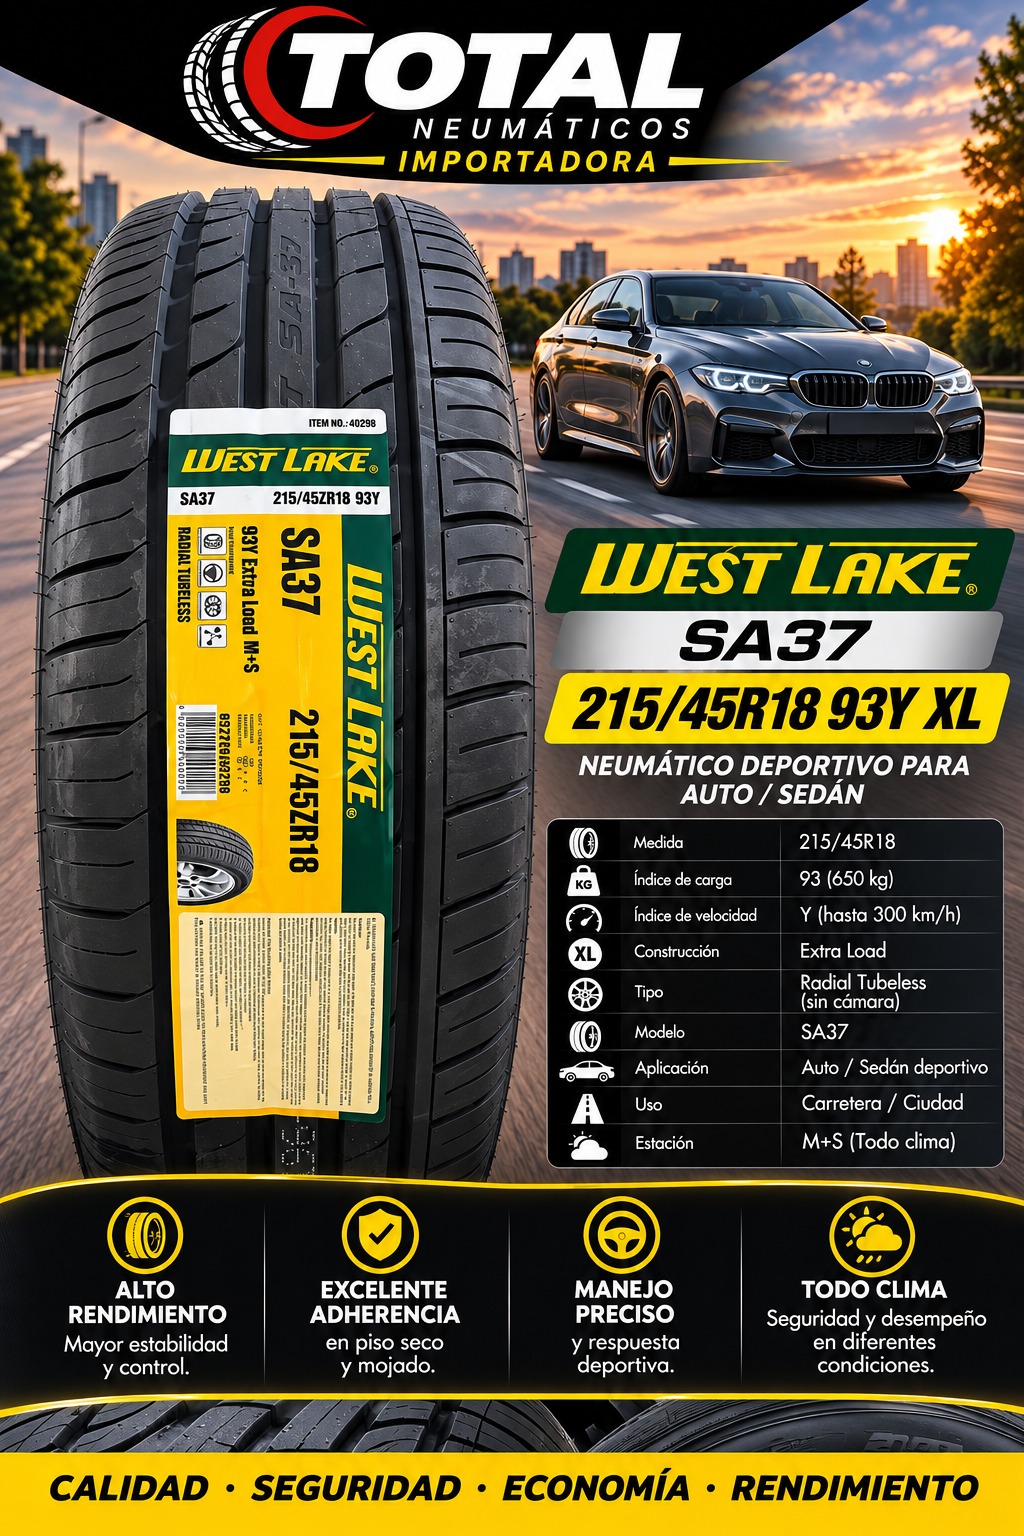 TOTAL
NEUMÁTICOS
IMPORTADORA
SA-37
ITEM NO.: 40298
WEST LAKE®
SA37 215/45ZR18 93Y
WEST LAKE®
SA37
215/45ZR18
93Y Extra Load M+S
RADIAL TUBELESS
WEST LAKE®
SA37
215/45R18 93Y XL
NEUMÁTICO DEPORTIVO PARA
AUTO / SEDÁN
Medida 215/45R18
KG Índice de carga 93 (650 kg)
Índice de velocidad Y (hasta 300 km/h)
XL Construcción Extra Load
Tipo Radial Tubeless
(sin cámara)
Modelo SA37
Aplicación Auto / Sedán deportivo
Uso Carretera / Ciudad
Estación M+S (Todo clima)
ALTO
RENDIMIENTO
Mayor estabilidad
y control.
EXCELENTE
ADHERENCIA
en piso seco
y mojado.
MANEJO
PRECISO
y respuesta
deportiva.
TODO CLIMA
Seguridad y desempeño
en diferentes
condiciones.
CALIDAD · SEGURIDAD · ECONOMÍA · RENDIMIENTO